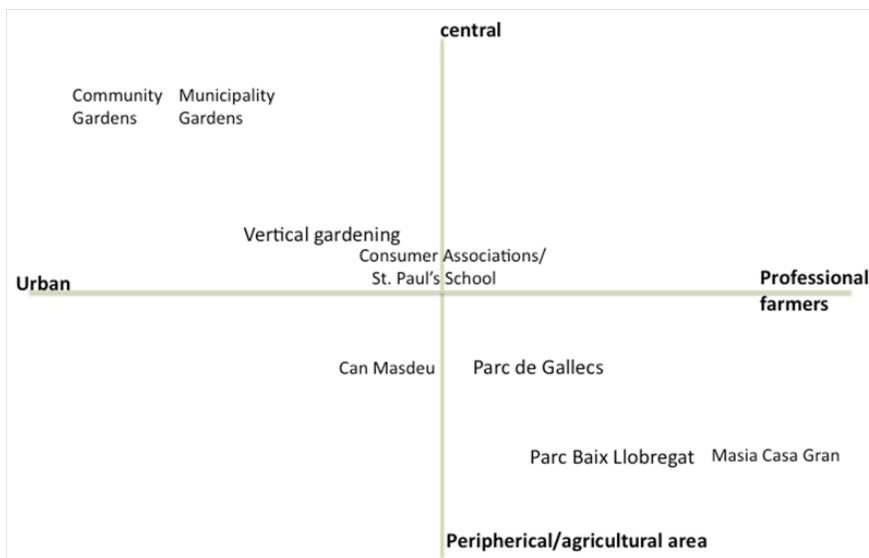 central
Community Municipality
Gardens Gardens
Vertical gardening
Consumer Associations/
St. Paul's School
Urban
Professional
farmers
Can Masdeu
Parc de Gallecs
Parc Baix Llobregat
Masia Casa Gran
Peripherical/agricultural area